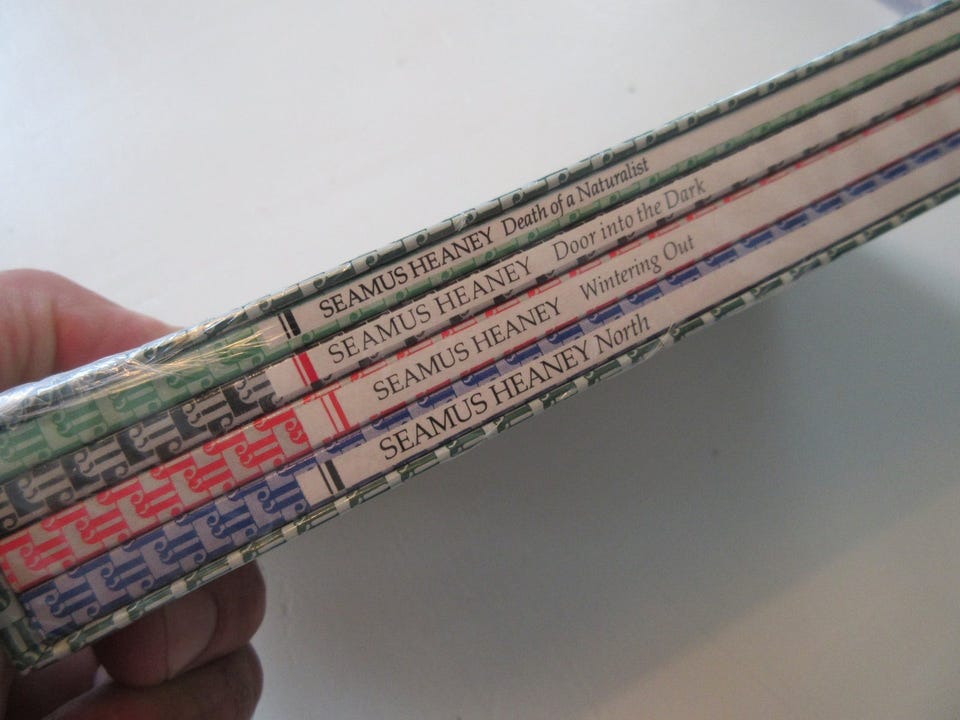 SEAMUS HEANEY Death of a Naturalist
SEAMUS HEANEY Door into the Dark
SEAMUS HEANEY Wintering Out
SEAMUS HEANEY North